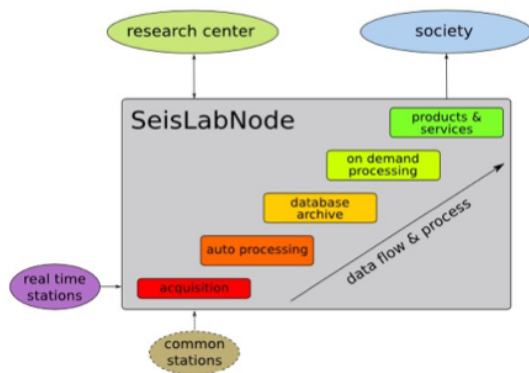 research center
society
SeisLabNode
products &
services
on demand
processing
database
archive
auto processing
data flow & process
real time
stations
acquisition
common
stations